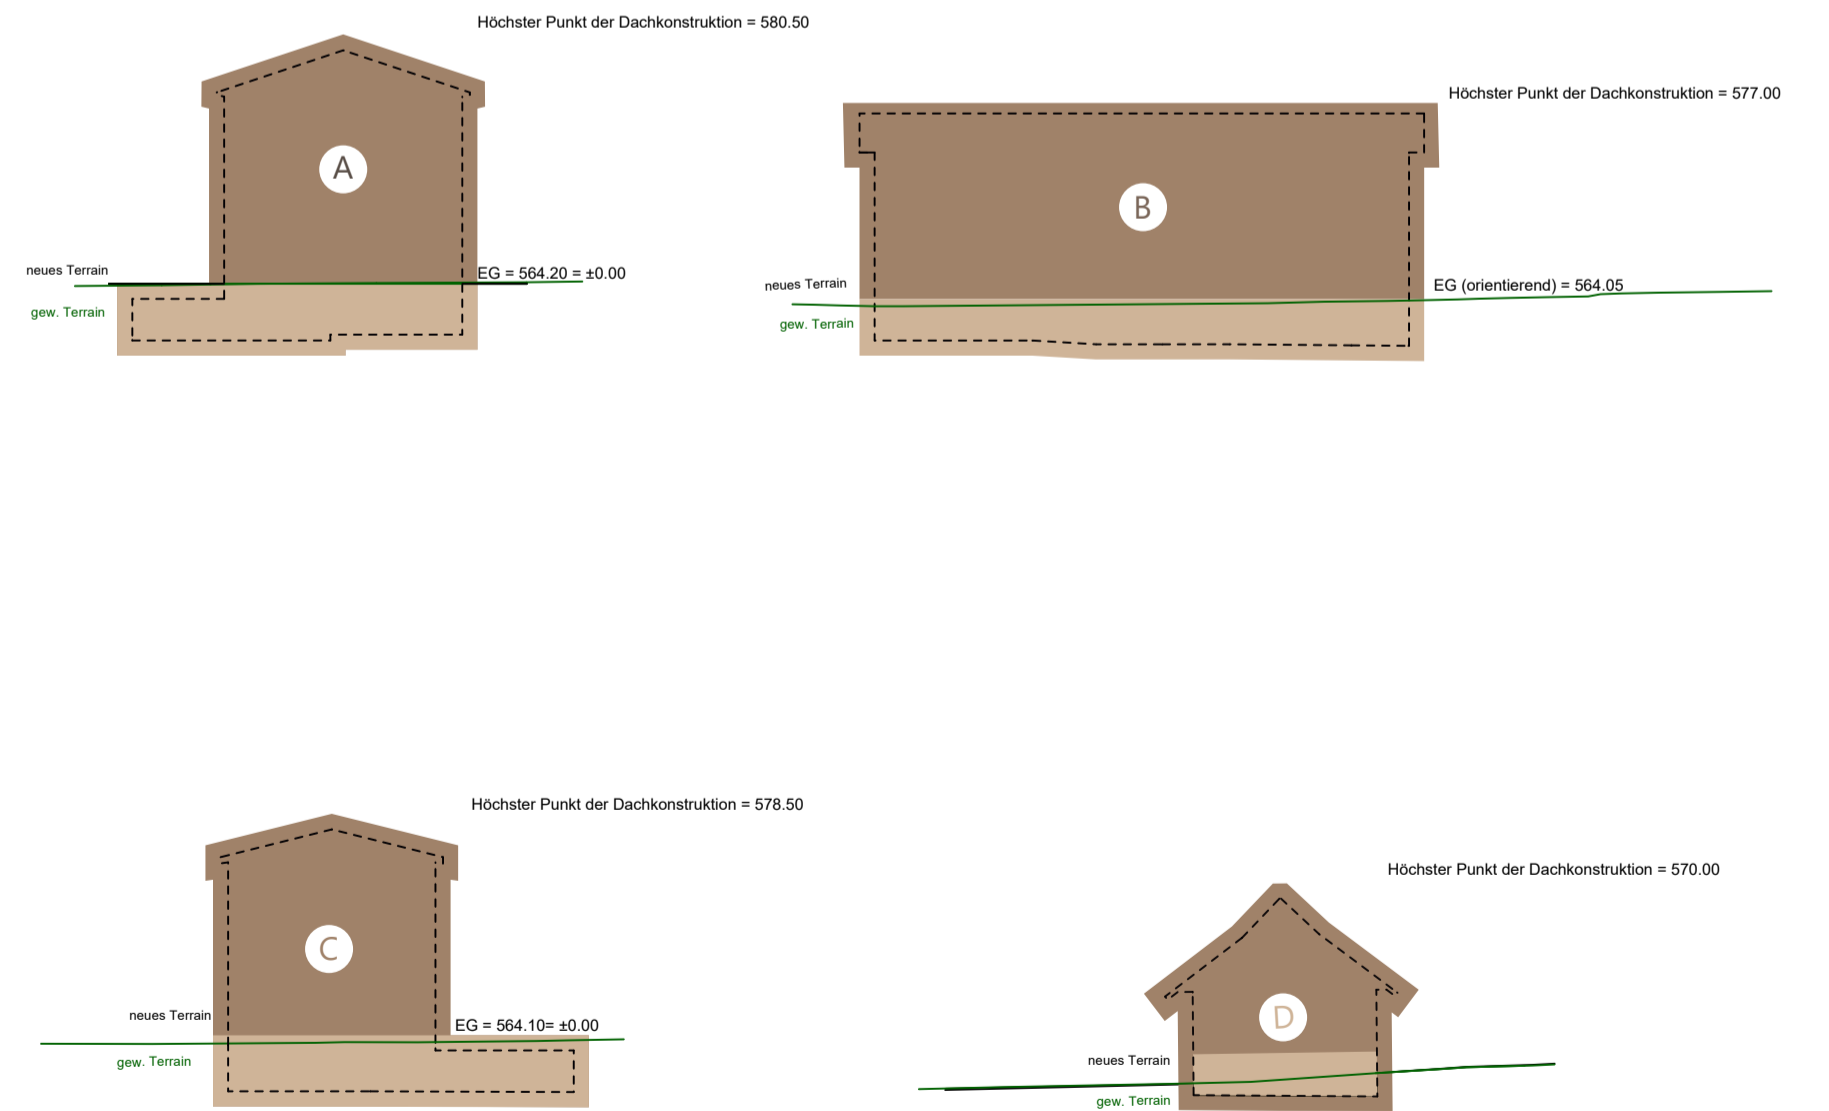 Höchster Punkt der Dachkonstruktion = 580.50
A
neues Terrain
EG = 564.20 = ±0.00
gew. Terrain
Höchster Punkt der Dachkonstruktion = 577.00
B
neues Terrain
EG (orientierend) = 564.05
gew. Terrain
Höchster Punkt der Dachkonstruktion = 578.50
C
neues Terrain
EG = 564.10= ±0.00
gew. Terrain
Höchster Punkt der Dachkonstruktion = 570.00
D
neues Terrain
gew. Terrain